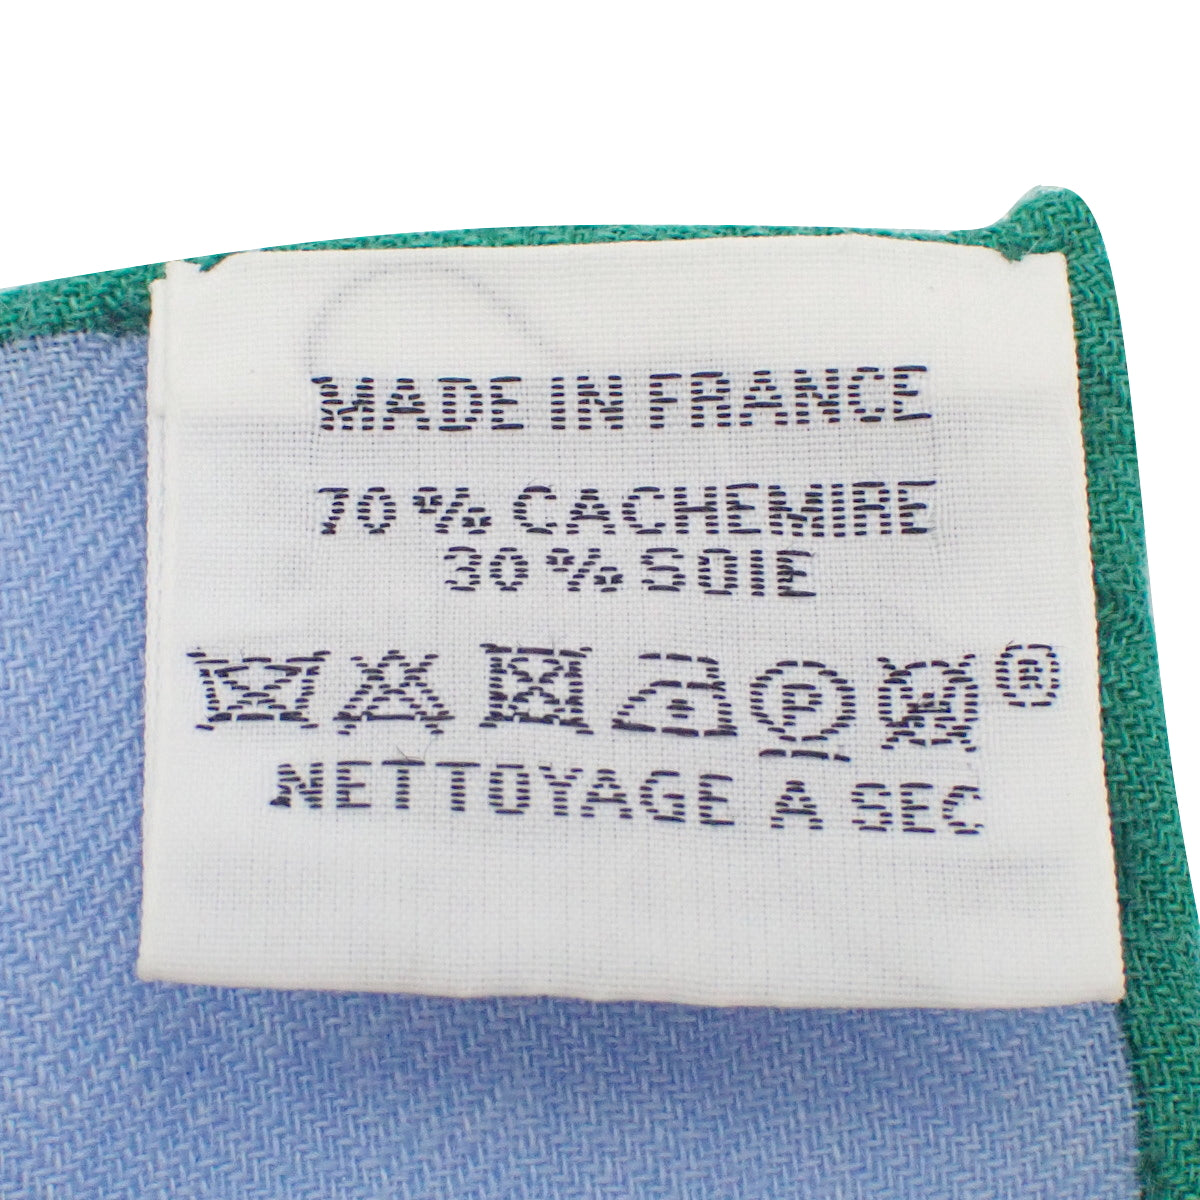 MADE IN FRANCE
70 % CACHEMIRE
30 % SOIE
P W ®
NETTOYAGE A SEC